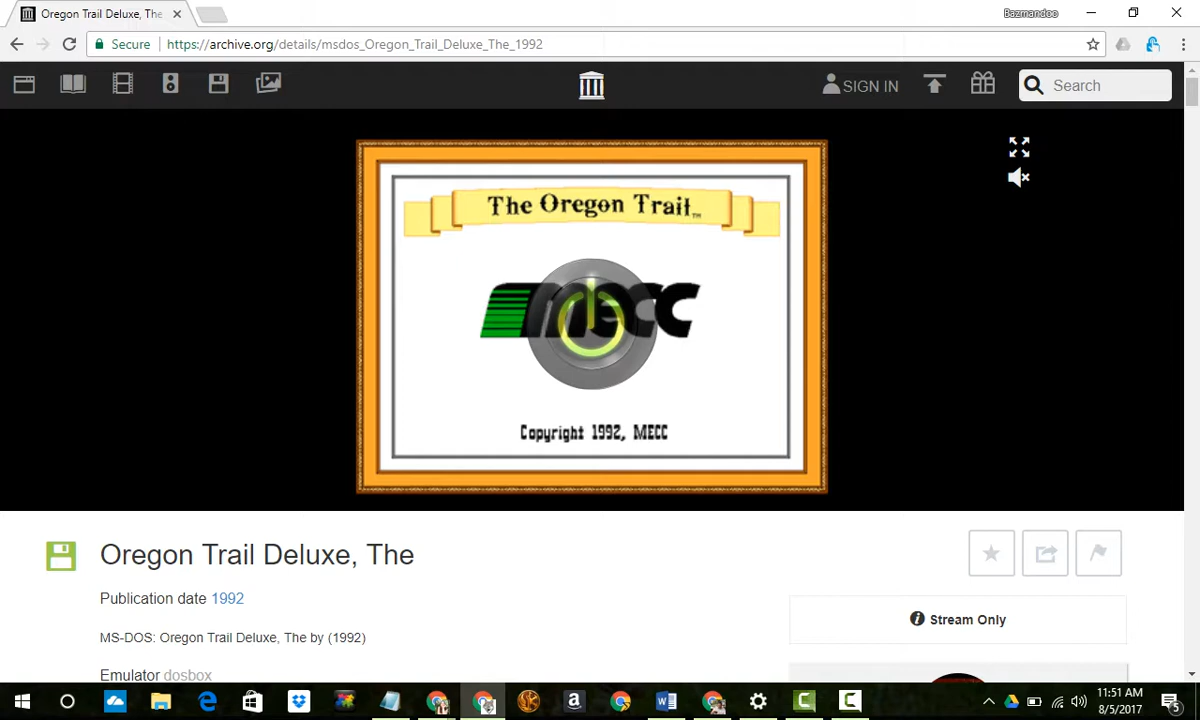 Oregon Trail Deluxe, The
Bazmandoo
Secure
https://archive.org/details/msdos_Oregon_Trail_Deluxe_The_1992
SIGN IN
Search
The Oregon Trail™
mecc
Copyright 1992, MECC
Oregon Trail Deluxe, The
Publication date 1992
MS-DOS: Oregon Trail Deluxe, The by (1992)
Stream Only
Emulator dosbox
11:51 AM
8/5/2017
5